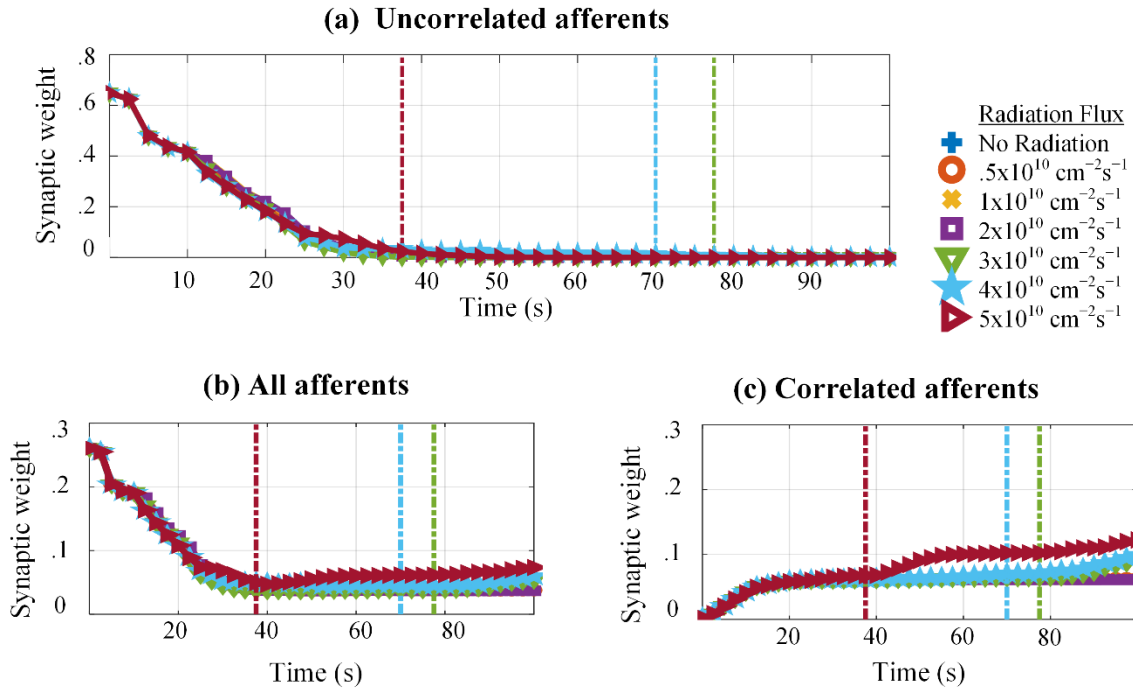 (a) Uncorrelated afferents
Synaptic weight
.8
.6
.4
.2
0
10 20 30 40 50 60 70 80 90
Time (s)
Radiation Flux
No Radiation
.5x10¹⁰ cm⁻²s⁻¹
1x10¹⁰ cm⁻²s⁻¹
2x10¹⁰ cm⁻²s⁻¹
3x10¹⁰ cm⁻²s⁻¹
4x10¹⁰ cm⁻²s⁻¹
5x10¹⁰ cm⁻²s⁻¹
(b) All afferents
Synaptic weight
.3
.2
.1
0
20 40 60 80
Time (s)
(c) Correlated afferents
Synaptic weight
.3
.2
.1
0
20 40 60 80
Time (s)